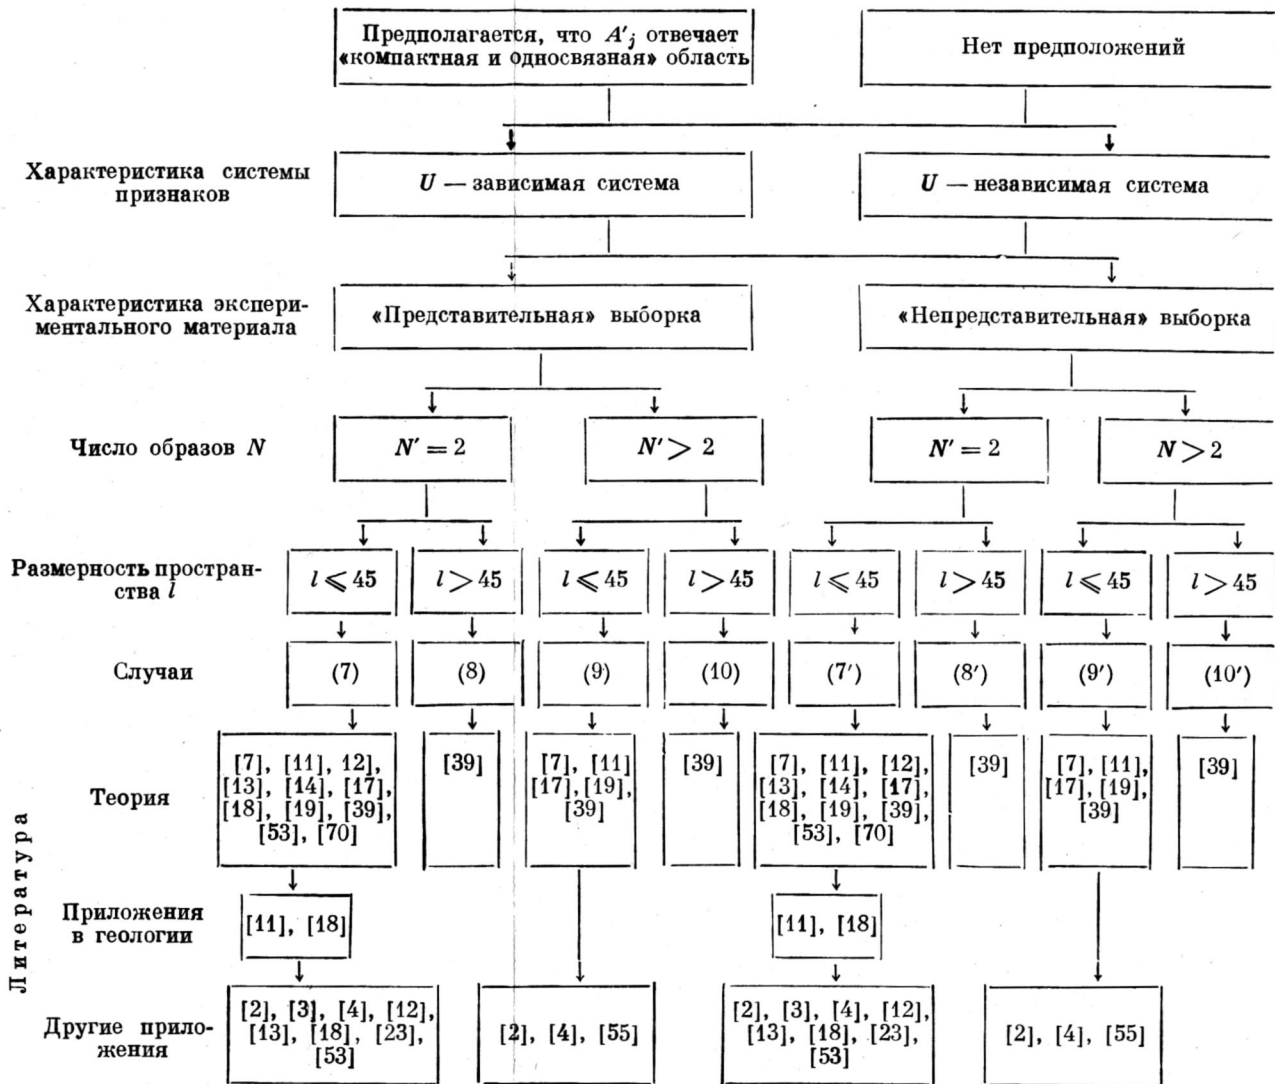 Предполагается, что A′j отвечает
«компактная и односвязная» область
Нет предположений
Характеристика системы
признаков
U — зависимая система
U — независимая система
Характеристика экспери-
ментального материала
«Представительная» выборка
«Непредставительная» выборка
Число образов N
N′ = 2
N′ > 2
N′ = 2
N > 2
Размерность простран-
ства l
l ⩽ 45
l > 45
l ⩽ 45
l > 45
l ⩽ 45
l > 45
l ⩽ 45
l > 45
Случаи
(7)
(8)
(9)
(10)
(7′)
(8′)
(9′)
(10′)
Литература
Теория
[7], [11], 12],
[13], [14], [17],
[18], [19], [39],
[53], [70]
[39]
[7], [11]
[17], [19],
[39]
[39]
[7], [11], [12],
[13], [14], [17],
[18], [19], [39],
[53], [70]
[39]
[7], [11],
[17], [19],
[39]
[39]
Приложения
в геологии
[11], [18]
[11], [18]
Другие прило-
жения
[2], [3], [4], [12],
[13], [18], [23],
[53]
[2], [4], [55]
[2], [3], [4], [12],
[13], [18], [23],
[53]
[2], [4], [55]